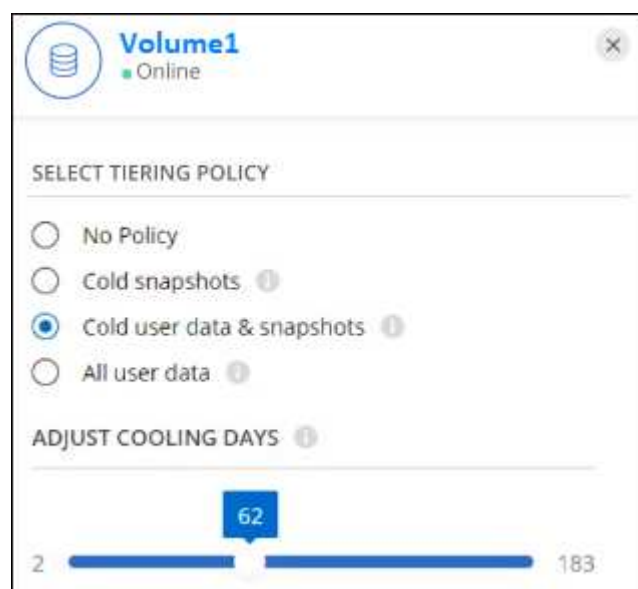 Volume1
Online
SELECT TIERING POLICY
No Policy
Cold snapshots
Cold user data & snapshots
All user data
ADJUST COOLING DAYS
62
2 183